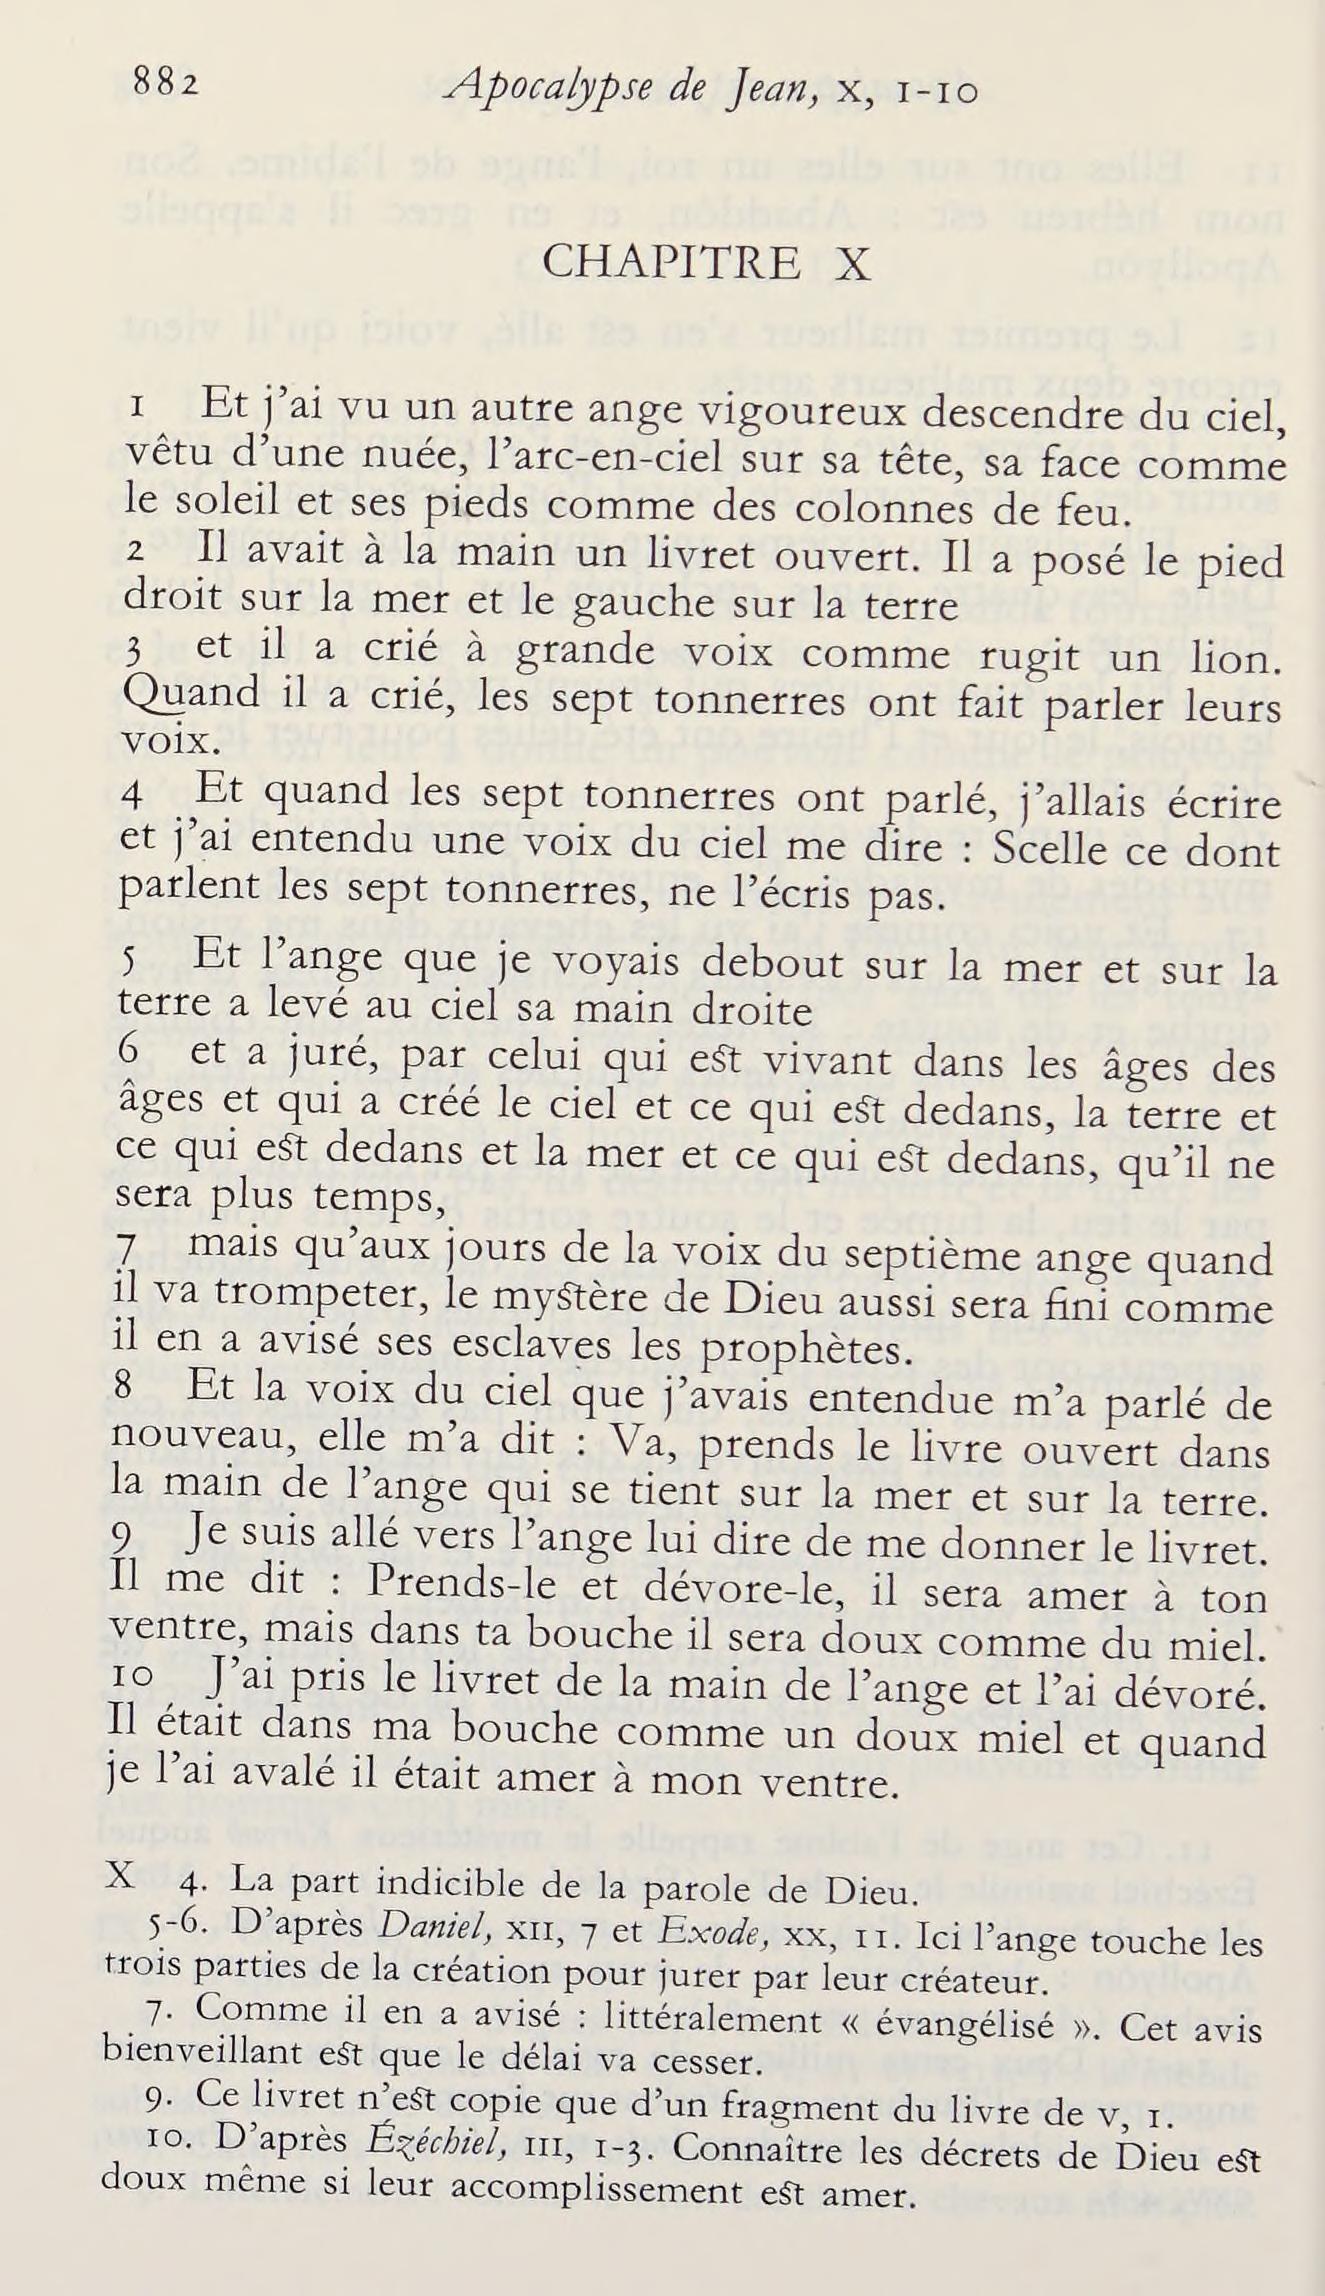 882 Apocalypse de Jean, X, 1-10
CHAPITRE X
1 Et j’ai vu un autre ange vigoureux descendre du ciel,
vêtu d’une nuée, l’arc-en-ciel sur sa tête, sa face comme
le soleil et ses pieds comme des colonnes de feu.
2 Il avait à la main un livret ouvert. Il a posé le pied
droit sur la mer et le gauche sur la terre
3 et il a crié à grande voix comme rugit un lion.
Quand il a crié, les sept tonnerres ont fait parler leurs
voix.
4 Et quand les sept tonnerres ont parlé, j’allais écrire
et j’ai entendu une voix du ciel me dire : Scelle ce dont
parlent les sept tonnerres, ne l’écris pas.
5 Et l’ange que je voyais debout sur la mer et sur la
terre a levé au ciel sa main droite
6 et a juré, par celui qui est vivant dans les âges des
âges et qui a créé le ciel et ce qui est dedans, la terre et
ce qui est dedans et la mer et ce qui est dedans, qu’il ne
sera plus temps,
7 mais qu’aux jours de la voix du septième ange quand
il va trompeter, le mystère de Dieu aussi sera fini comme
il en a avisé ses esclaves les prophètes.
8 Et la voix du ciel que j’avais entendue m’a parlé de
nouveau, elle m’a dit : Va, prends le livre ouvert dans
la main de l’ange qui se tient sur la mer et sur la terre.
9 Je suis allé vers l’ange lui dire de me donner le livret.
Il me dit : Prends-le et dévore-le, il sera amer à ton
ventre, mais dans ta bouche il sera doux comme du miel.
10 J’ai pris le livret de la main de l’ange et l’ai dévoré.
Il était dans ma bouche comme un doux miel et quand
je l’ai avalé il était amer à mon ventre.
X 4. La part indicible de la parole de Dieu.
5-6. D’après Daniel, XII, 7 et Exode, XX, 11. Ici l’ange touche les
trois parties de la création pour jurer par leur créateur.
7. Comme il en a avisé : littéralement « évangélisé ». Cet avis
bienveillant est que le délai va cesser.
9. Ce livret n’est copie que d’un fragment du livre de V, 1.
10. D’après Ézéchiel, III, 1-3. Connaître les décrets de Dieu est
doux même si leur accomplissement est amer.